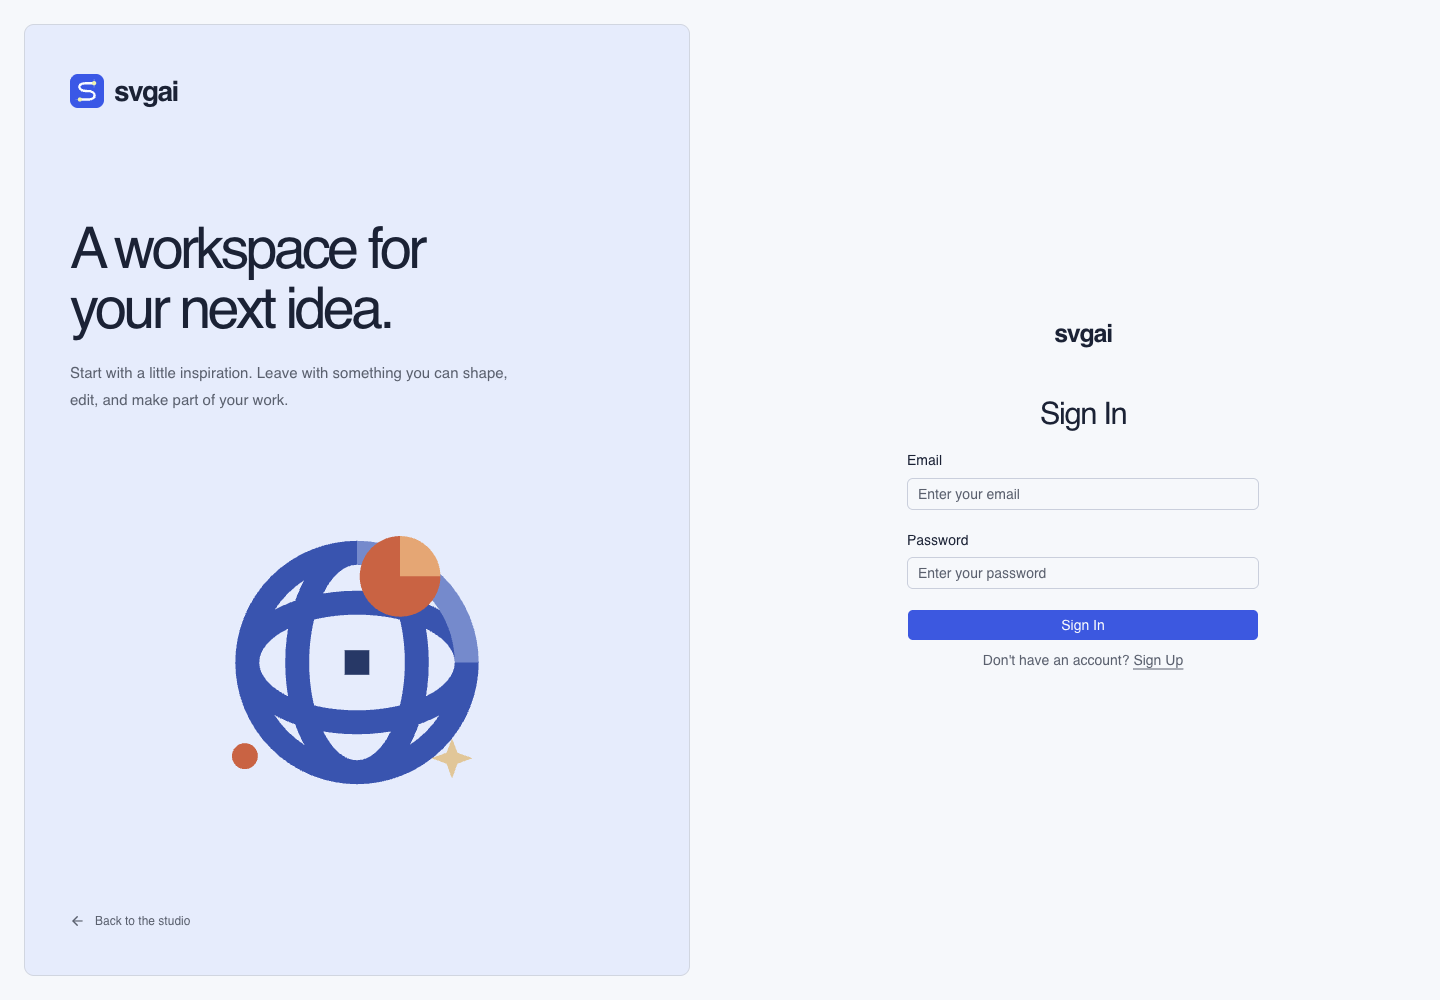 svgai
A workspace for
your next idea.
Start with a little inspiration. Leave with something you can shape,
edit, and make part of your work.
Back to the studio
svgai
Sign In
Email
Enter your email
Password
Enter your password
Sign In
Don't have an account? Sign Up